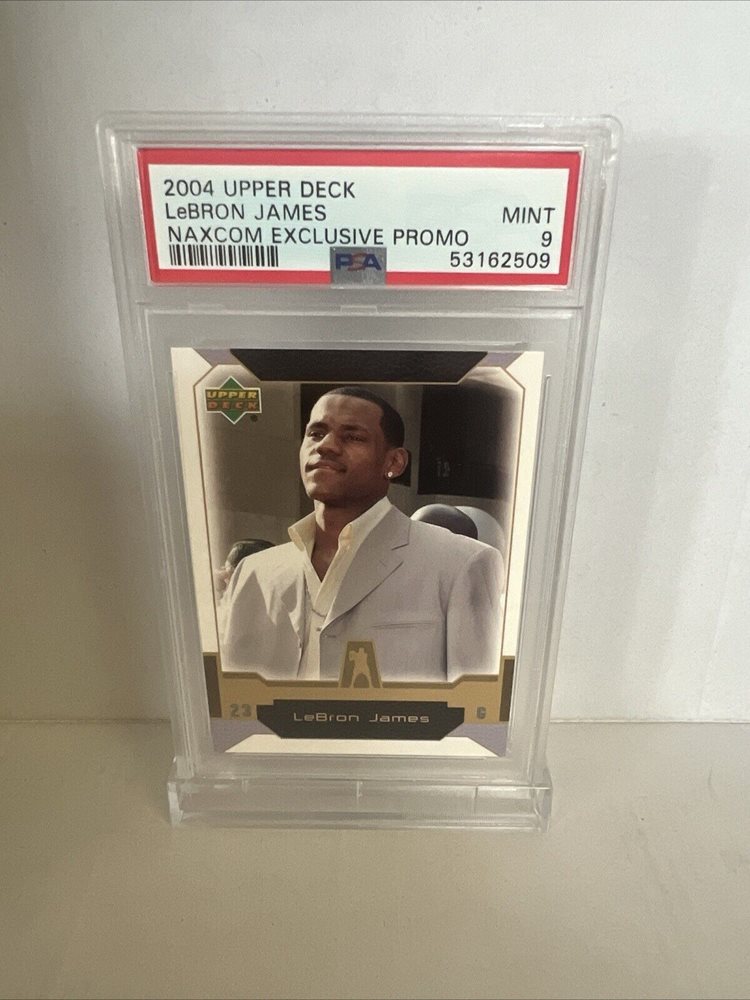 2004 UPPER DECK
LeBRON JAMES MINT
NAXCOM EXCLUSIVE PROMO 9
PSA 53162509
UPPER
DECK
23 LeBron James G